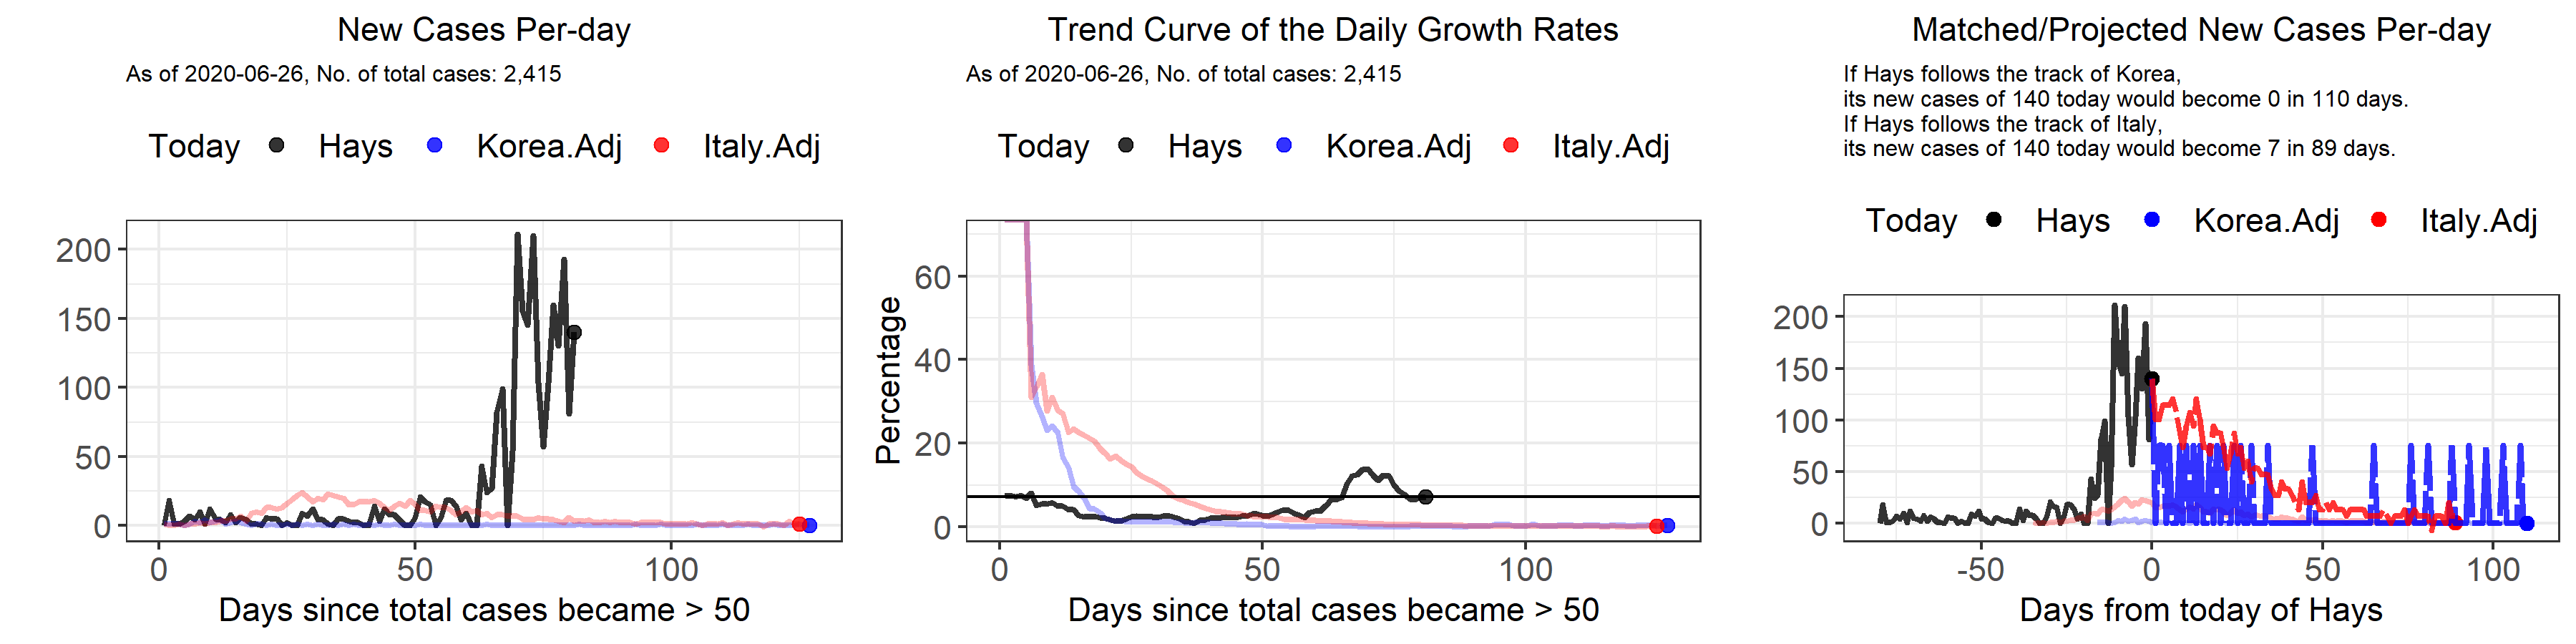 New Cases Per-day
As of 2020-06-26, No. of total cases: 2,415
Today Hays Korea.Adj Italy.Adj
200
150
100
50
0
0 50 100
Days since total cases became > 50
Trend Curve of the Daily Growth Rates
As of 2020-06-26, No. of total cases: 2,415
Today Hays Korea.Adj Italy.Adj
Percentage
60
40
20
0
0 50 100
Days since total cases became > 50
Matched/Projected New Cases Per-day
If Hays follows the track of Korea,
its new cases of 140 today would become 0 in 110 days.
If Hays follows the track of Italy,
its new cases of 140 today would become 7 in 89 days.
Today Hays Korea.Adj Italy.Adj
200
150
100
50
0
-50 0 50 100
Days from today of Hays